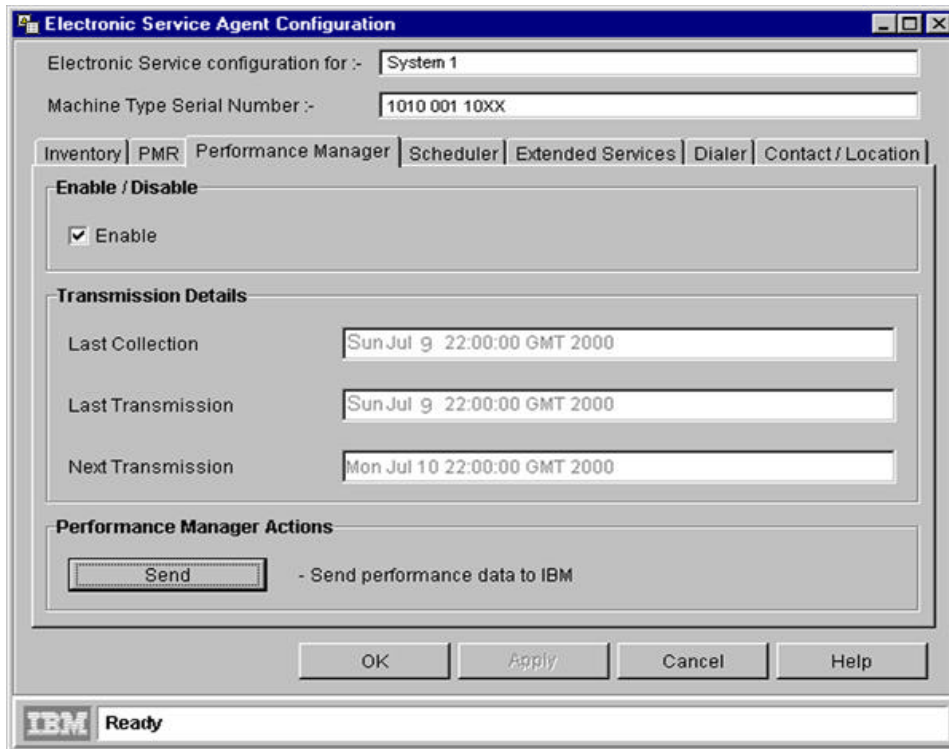 Electronic Service Agent Configuration
Electronic Service configuration for :- System 1
Machine Type Serial Number :- 1010 001 10XX
Inventory PMR Performance Manager Scheduler Extended Services Dialer Contact / Location
Enable / Disable
Enable
Transmission Details
Last Collection Sun Jul 9 22:00:00 GMT 2000
Last Transmission Sun Jul 9 22:00:00 GMT 2000
Next Transmission Mon Jul 10 22:00:00 GMT 2000
Performance Manager Actions
Send - Send performance data to IBM
OK Apply Cancel Help
IBM Ready